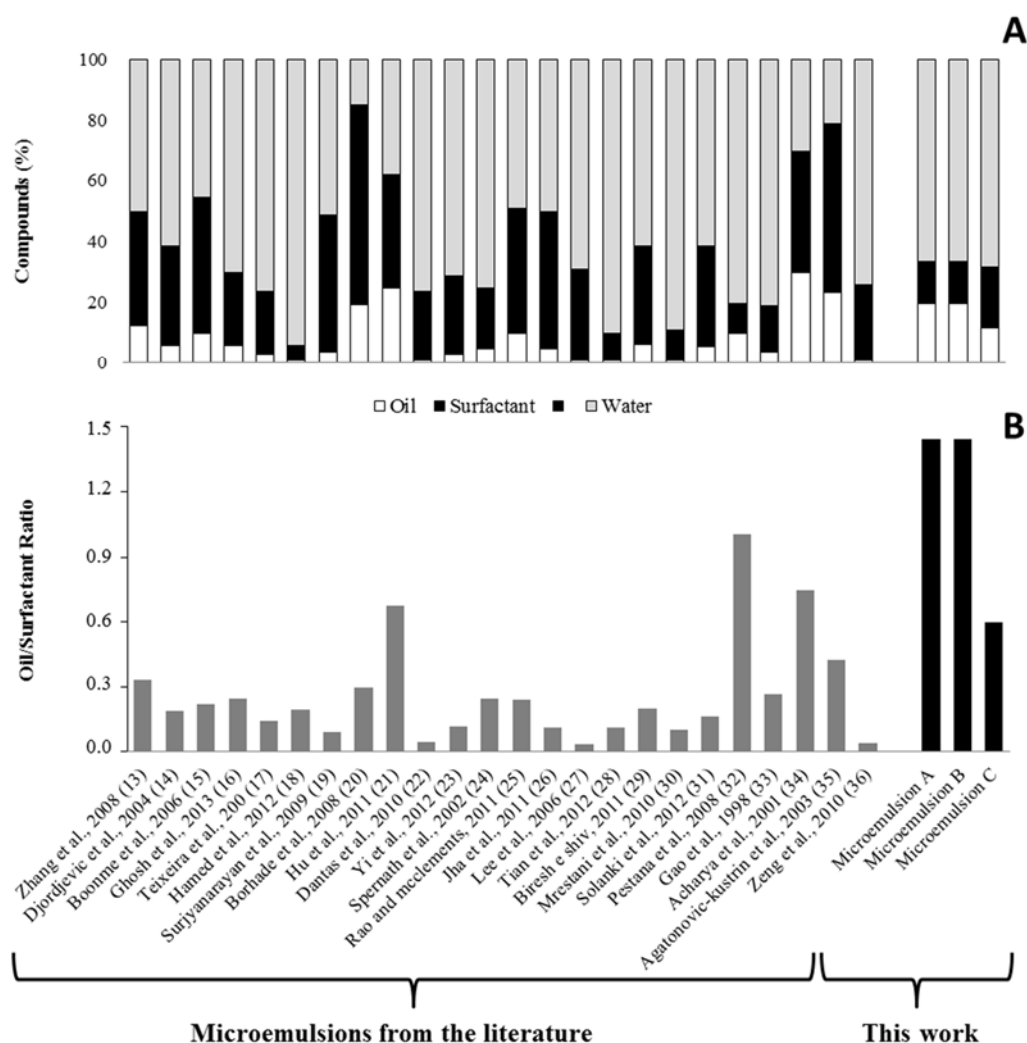 A
Compounds (%)
100
80
60
40
20
0
Oil Surfactant Water
B
Oil/Surfactant Ratio
1.5
1.2
0.9
0.6
0.3
0.0
Zhang et al., 2008 (13)
Djordjevic et al., 2004 (14)
Boonme et al., 2006 (15)
Ghosh et al., 2013 (16)
Teixeira et al., 200 (17)
Hamed et al., 2012 (18)
Surjyanarayan et al., 2009 (19)
Borhade et al., 2008 (20)
Hu et al., 2011 (21)
Dantas et al., 2010 (22)
Yi et al., 2012 (23)
Spernath et al., 2002 (24)
Rao and mcclements, 2011 (25)
Jha et al., 2011 (26)
Lee et al., 2006 (27)
Tian et al., 2012 (28)
Biresh e shiv, 2011 (29)
Mrestani et al., 2010 (30)
Solanki et al., 2012 (31)
Pestana et al., 2008 (32)
Gao et al., 1998 (33)
Acharya et al., 2001 (34)
Agatonovic-kustrin et al., 2003 (35)
Zeng et al., 2010 (36)
Microemulsion A
Microemulsion B
Microemulsion C
Microemulsions from the literature
This work